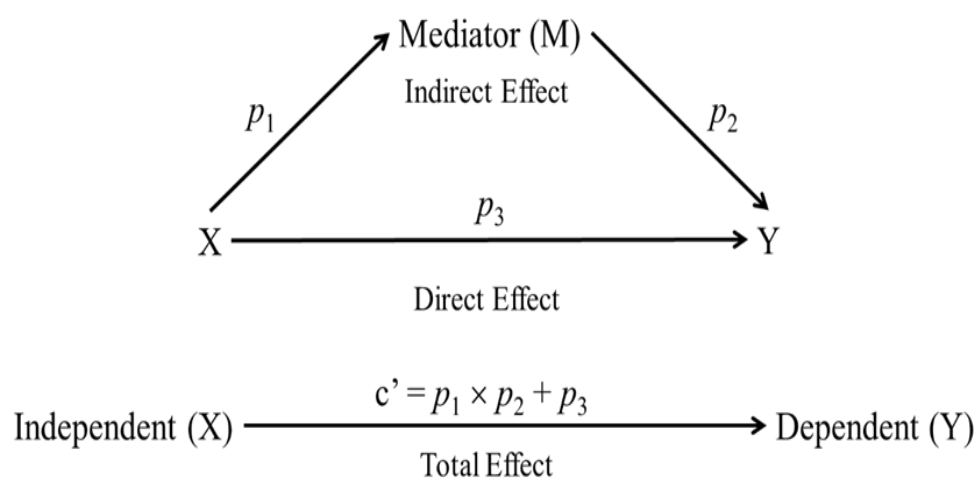 Mediator (M)
Indirect Effect
p₁
p₂
p₃
X
Y
Direct Effect
c’ = p₁ × p₂ + p₃
Independent (X)
Dependent (Y)
Total Effect